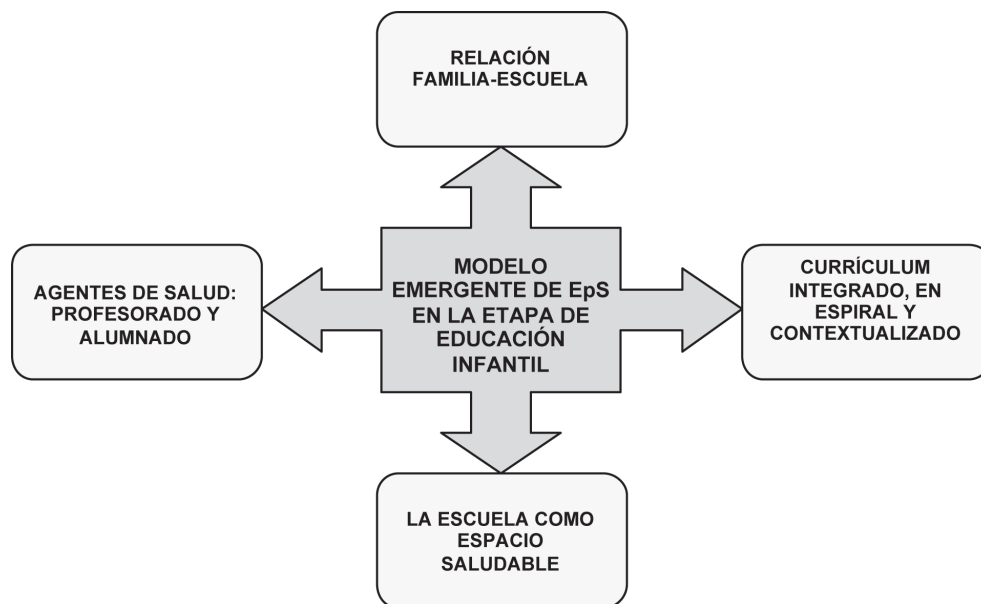 RELACIÓN
FAMILIA-ESCUELA
AGENTES DE SALUD:
PROFESORADO Y
ALUMNADO
MODELO
EMERGENTE DE EpS
EN LA ETAPA DE
EDUCACIÓN
INFANTIL
CURRÍCULUM
INTEGRADO, EN
ESPIRAL Y
CONTEXTUALIZADO
LA ESCUELA COMO
ESPACIO
SALUDABLE